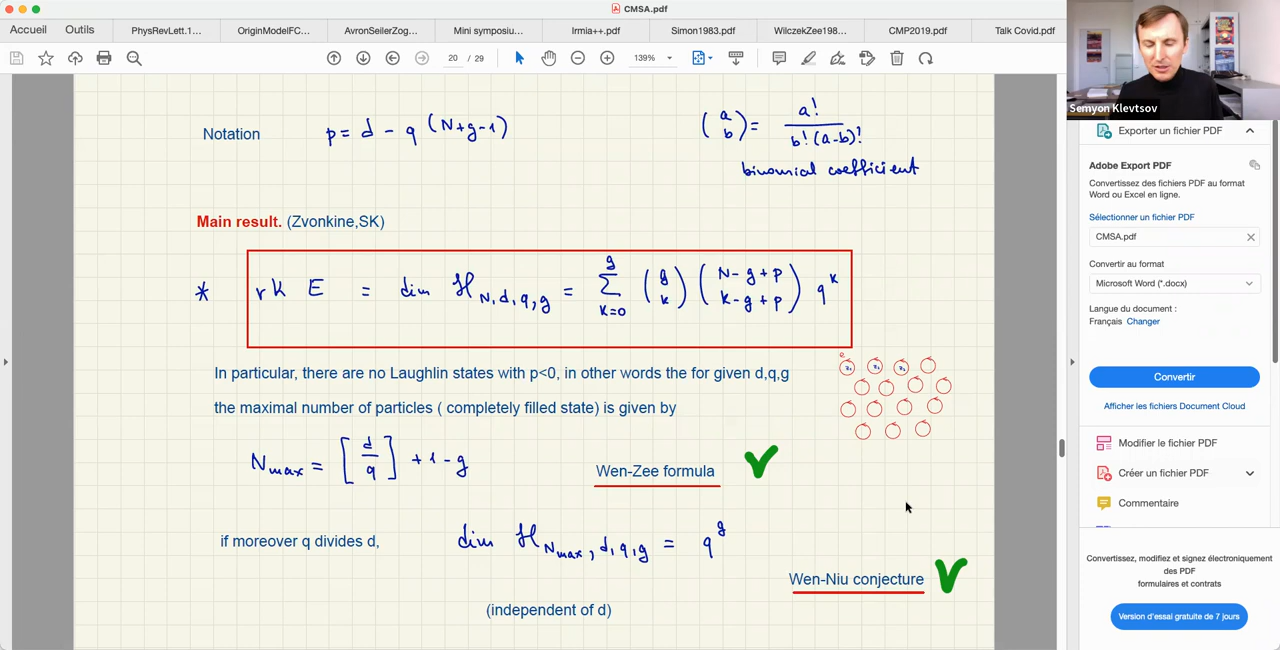 CMSA.pdf
Accueil Outils PhysRevLett.1... OriginModelFC... AvronSeilerZog... Mini symposiu... Irmia++.pdf Simon1983.pdf WilczekZee198... CMP2019.pdf Talk Covid.pdf
20 / 29 139%
Semyon Klevtsov
Notation p = d - q (N+g-1) (a b) = a! / b!(a-b)!
binomial coefficient
Main result. (Zvonkine,SK)
* rk E = dim H_{N,d,q,g} = ∑_{k=0}^{g} (g k) (N-g+p k-g+p) q^k
In particular, there are no Laughlin states with p<0, in other words the for given d,q,g
the maximal number of particles ( completely filled state) is given by
N_{max} = [d/q] + 1 - g Wen-Zee formula
if moreover q divides d, dim H_{N_{max}, d, q, g} = q^g
Wen-Niu conjecture
(independent of d)
Exporter un fichier PDF
Adobe Export PDF
Convertissez des fichiers PDF au format
Word ou Excel en ligne.
Sélectionner un fichier PDF
CMSA.pdf
Convertir au format
Microsoft Word (*.docx)
Langue du document :
Français Changer
Convertir
Afficher les fichiers Document Cloud
Modifier le fichier PDF
Créer un fichier PDF
Commentaire
Convertissez, modifiez et signez électroniquement
des PDF
formulaires et contrats
Version d'essai gratuite de 7 jours